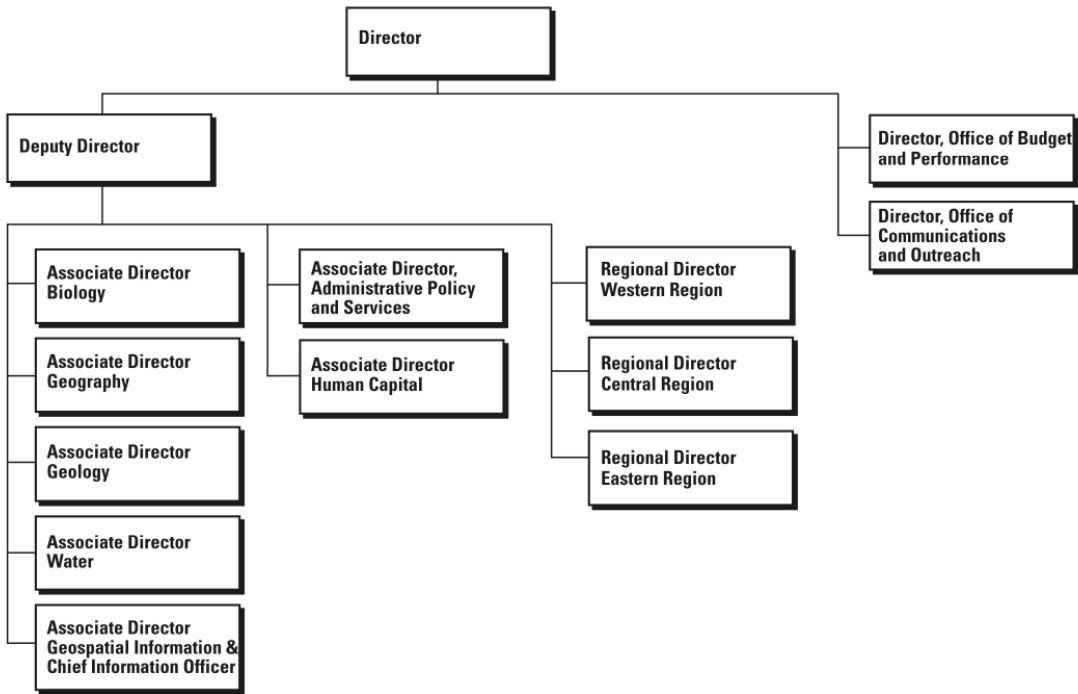 Director
Deputy Director
Director, Office of Budget
and Performance
Director, Office of
Communications
and Outreach
Associate Director
Biology
Associate Director
Geography
Associate Director
Geology
Associate Director
Water
Associate Director
Geospatial Information &
Chief Information Officer
Associate Director,
Administrative Policy
and Services
Associate Director
Human Capital
Regional Director
Western Region
Regional Director
Central Region
Regional Director
Eastern Region